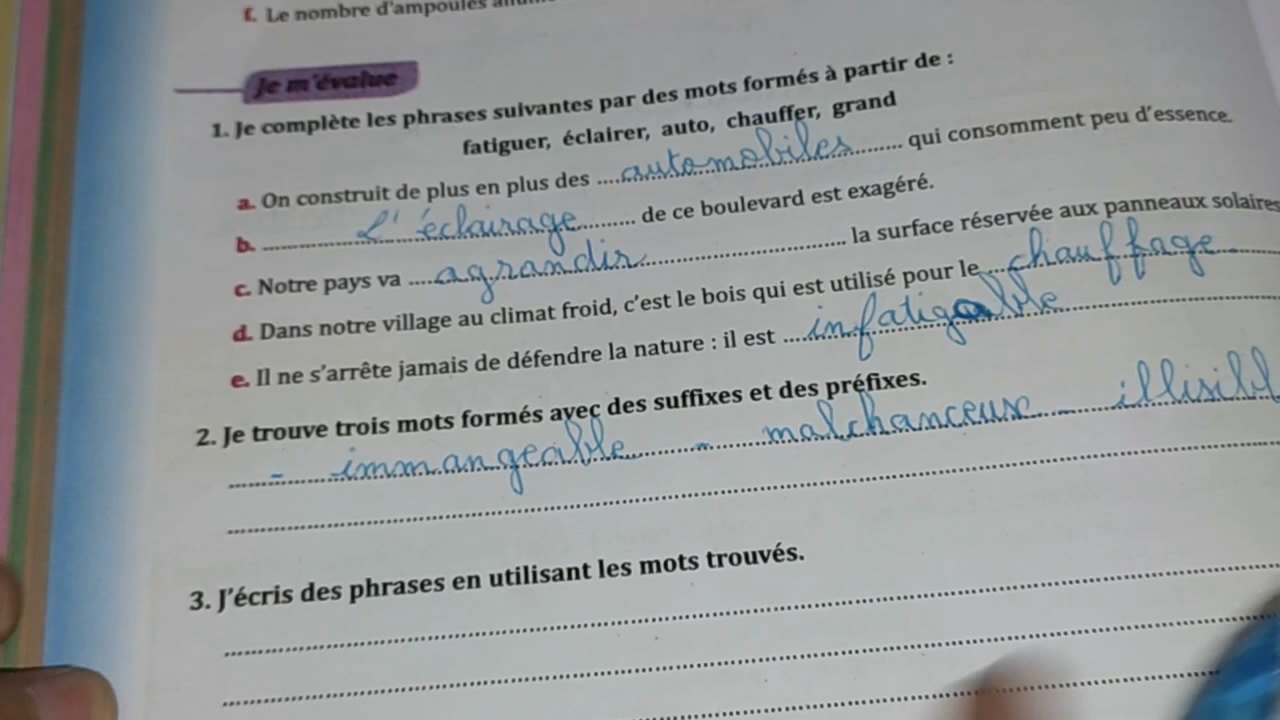 f. Le nombre d'ampoules
Je m'évalue
1. Je complète les phrases suivantes par des mots formés à partir de :
fatiguer, éclairer, auto, chauffer, grand
a. On construit de plus en plus des ....automobiles.... qui consomment peu d'essence.
b. ....L'éclairage.... de ce boulevard est exagéré.
c. Notre pays va ....agrandir.... la surface réservée aux panneaux solaires
d. Dans notre village au climat froid, c'est le bois qui est utilisé pour le ...chauffage...
e. Il ne s'arrête jamais de défendre la nature : il est ....infatigable....
2. Je trouve trois mots formés avec des suffixes et des préfixes.
- immangeable - malchanceux - illisibl
3. J'écris des phrases en utilisant les mots trouvés.